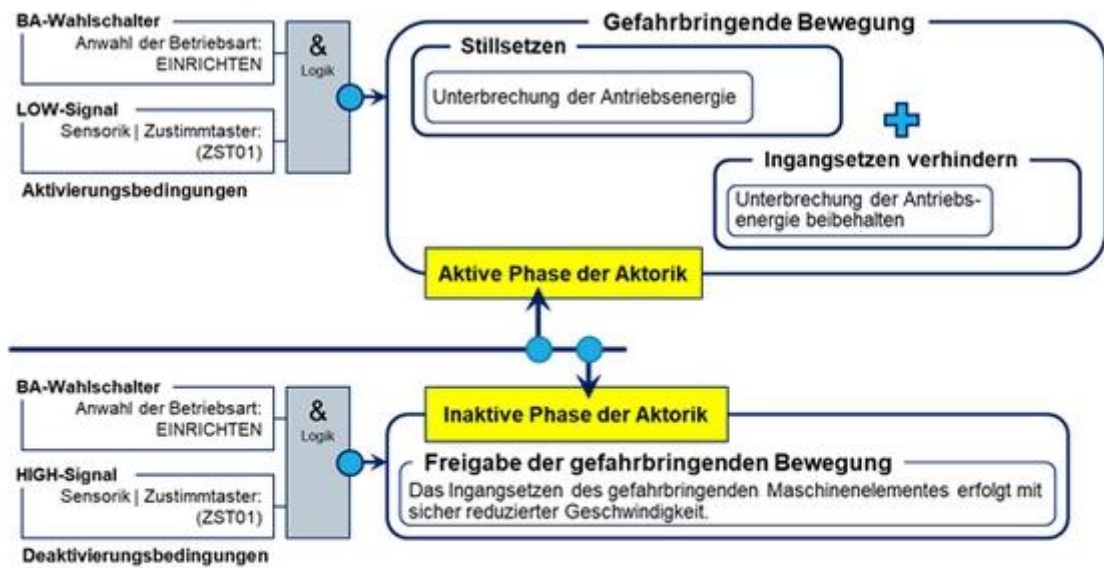 BA-Wahlschalter
Anwahl der Betriebsart:
EINRICHTEN
LOW-Signal
Sensorik | Zustimmtaster:
(ZST01)
Aktivierungsbedingungen
&
Logik
Gefahrbringende Bewegung
Stillsetzen
Unterbrechung der Antriebsenergie
Ingangsetzen verhindern
Unterbrechung der Antriebs-
energie beibehalten
Aktive Phase der Aktorik
BA-Wahlschalter
Anwahl der Betriebsart:
EINRICHTEN
HIGH-Signal
Sensorik | Zustimmtaster:
(ZST01)
Deaktivierungsbedingungen
&
Logik
Inaktive Phase der Aktorik
Freigabe der gefahrbringenden Bewegung
Das Ingangsetzen des gefahrbringenden Maschinenelementes erfolgt mit
sicher reduzierter Geschwindigkeit.